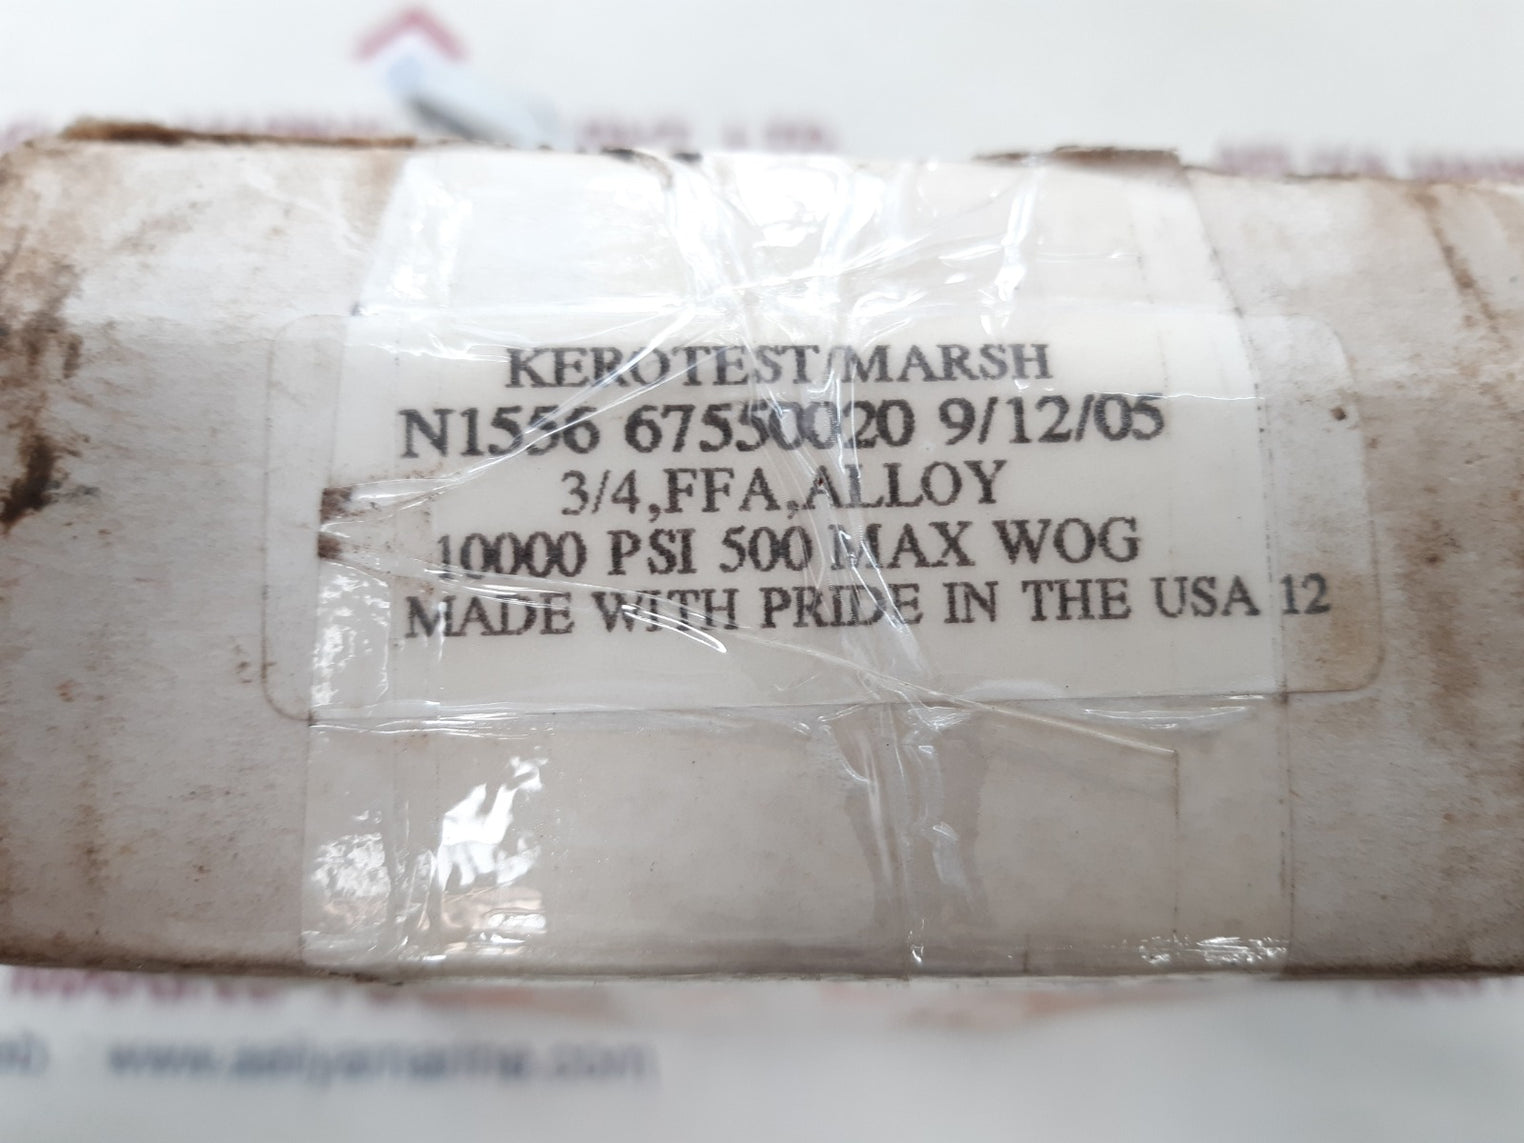 KEROTEST/MARSH
N1556 67550020 9/12/05
3/4,FFA,ALLOY
10000 PSI 500 MAX WOG
MADE WITH PRIDE IN THE USA 12